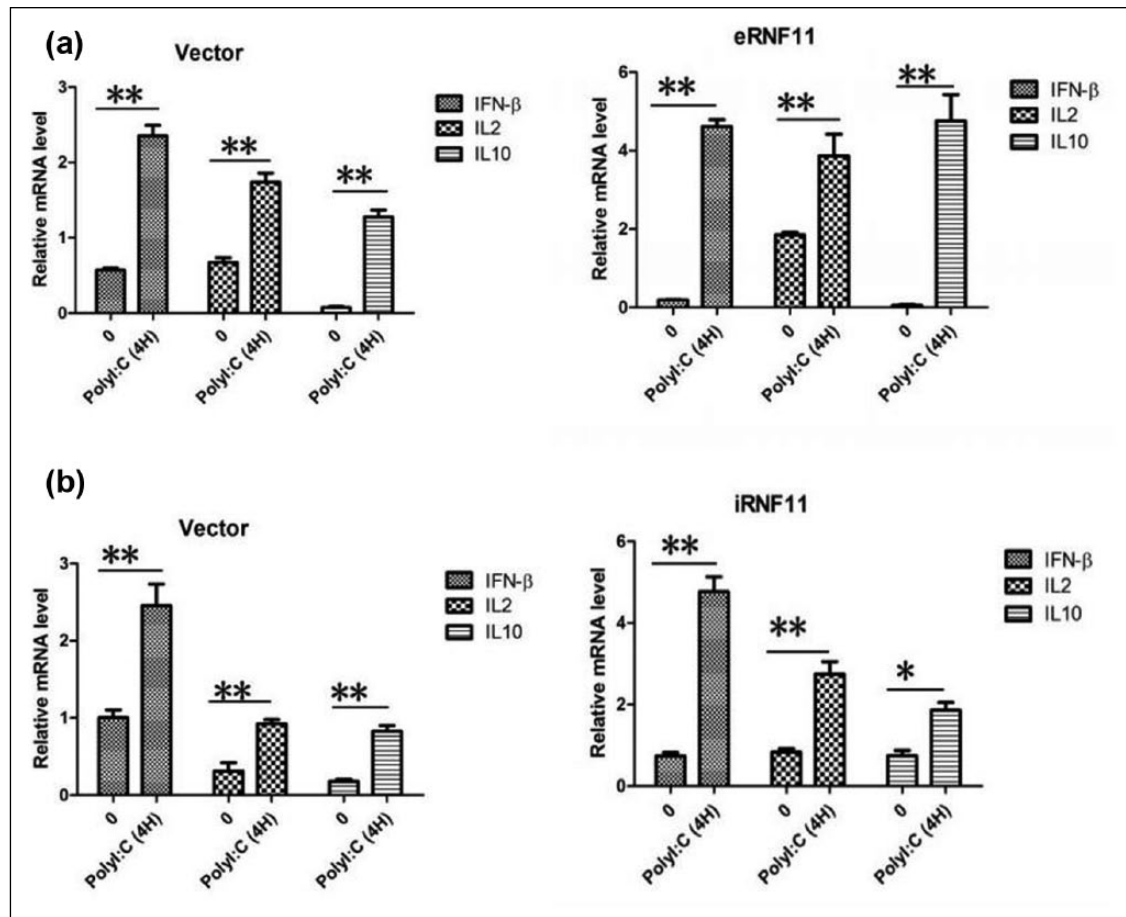 (a)
Vector
Relative mRNA level
3
2
1
0
**
**
**
0
PolyI:C (4H)
0
PolyI:C (4H)
0
PolyI:C (4H)
IFN-β
IL2
IL10
eRNF11
Relative mRNA level
6
4
2
0
**
**
**
0
PolyI:C (4H)
0
PolyI:C (4H)
0
PolyI:C (4H)
IFN-β
IL2
IL10
(b)
Vector
Relative mRNA level
3
2
1
0
**
**
**
0
PolyI:C (4H)
0
PolyI:C (4H)
0
PolyI:C (4H)
IFN-β
IL2
IL10
iRNF11
Relative mRNA level
6
4
2
0
**
**
*
0
PolyI:C (4H)
0
PolyI:C (4H)
0
PolyI:C (4H)
IFN-β
IL2
IL10